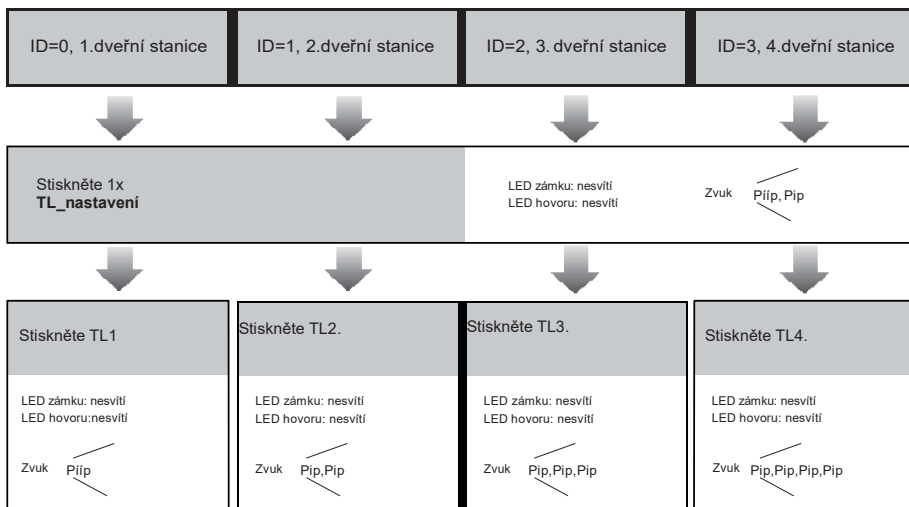 ID=0, 1.dveřní stanice
ID=1, 2.dveřní stanice
ID=2, 3. dveřní stanice
ID=3, 4.dveřní stanice
Stiskněte 1x
TL_nastavení
LED zámku: nesvítí
LED hovoru: nesvítí
Zvuk
Pííp, Pip
Stiskněte TL1
LED zámku: nesvítí
LED hovoru:nesvítí
Zvuk
Pííp
Stiskněte TL2.
LED zámku: nesvítí
LED hovoru: nesvítí
Zvuk
Pip,Pip
Stiskněte TL3.
LED zámku: nesvítí
LED hovoru: nesvítí
Zvuk
Pip,Pip,Pip
Stiskněte TL4.
LED zámku: nesvítí
LED hovoru: nesvítí
Zvuk
Pip,Pip,Pip,Pip